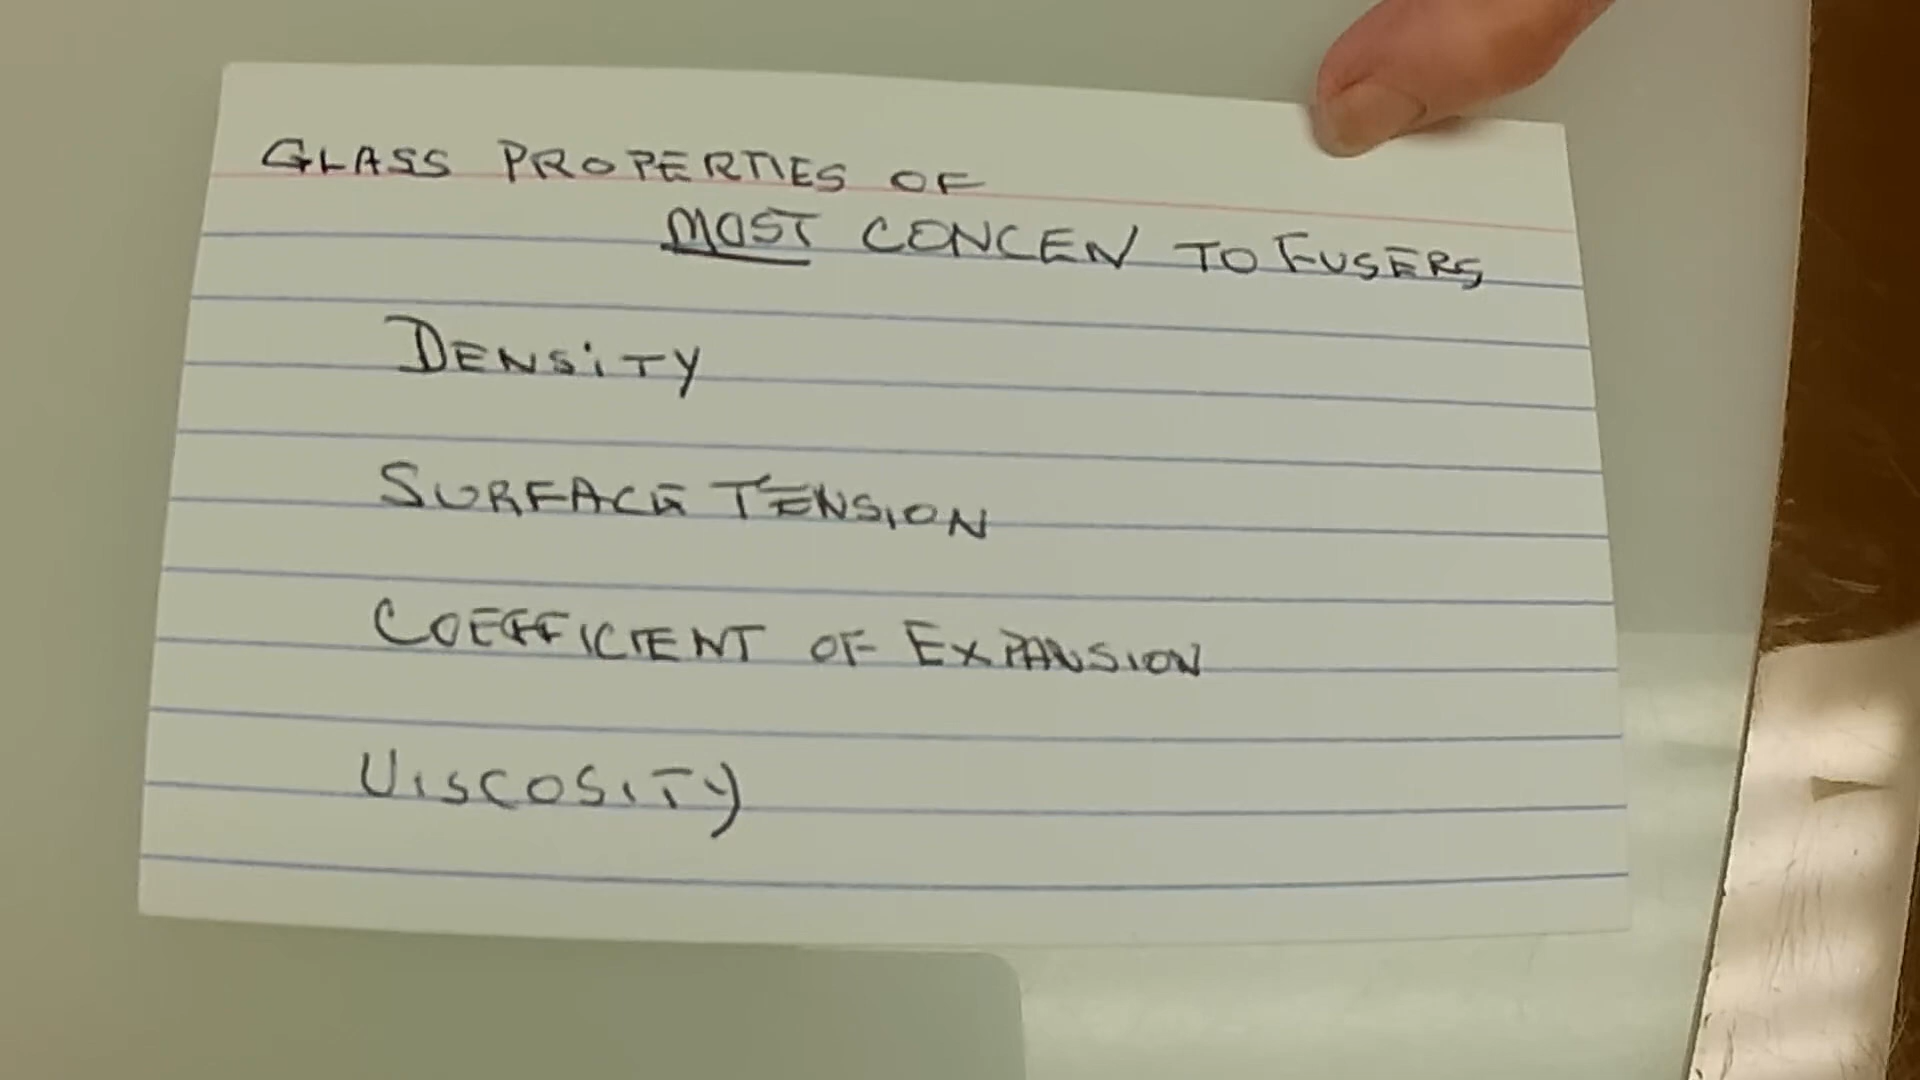 GLASS PROPERTIES OF
MOST CONCEN TO FUSERS
DENSiTY
SURFACE TENSION
COEFFICIENT OF EXPANSION
VISCOSITY